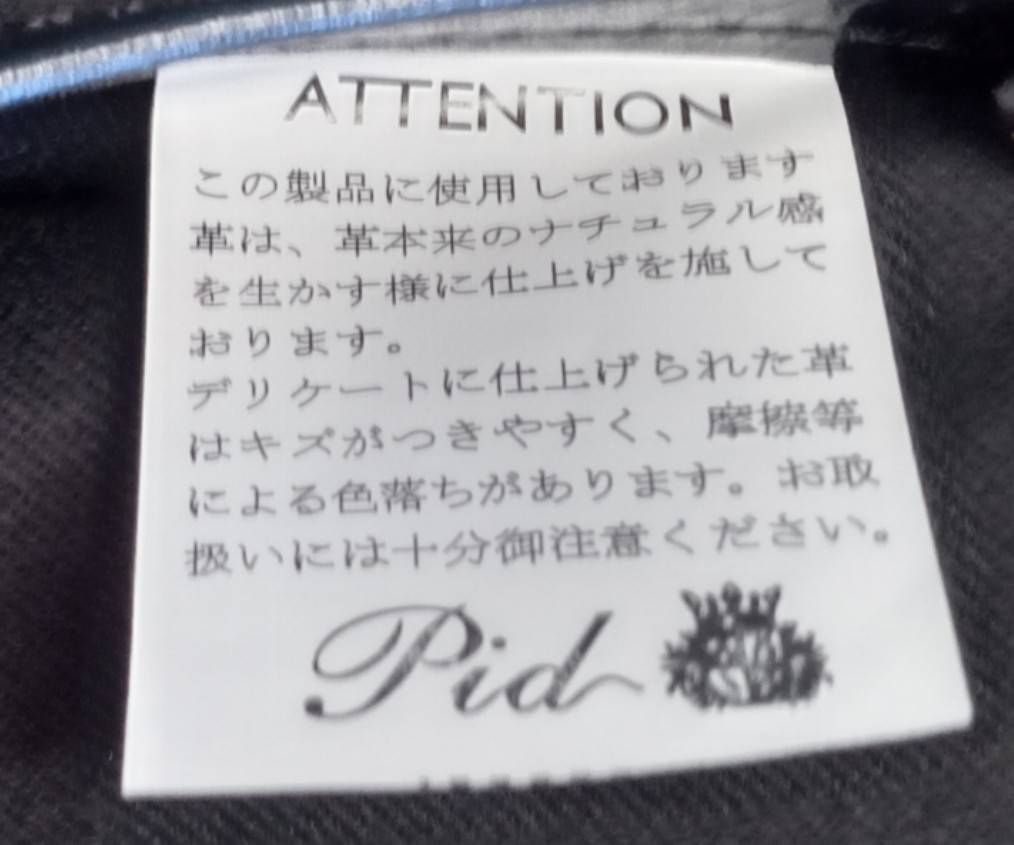 ATTENTION
この製品に使用しております
革は、革本来のナチュラル感
を生かす様に仕上げを施して
おります。
デリケートに仕上げられた革
はキズがつきやすく、摩擦等
による色落ちがあります。お取
扱いには十分御注意ください。
Pid